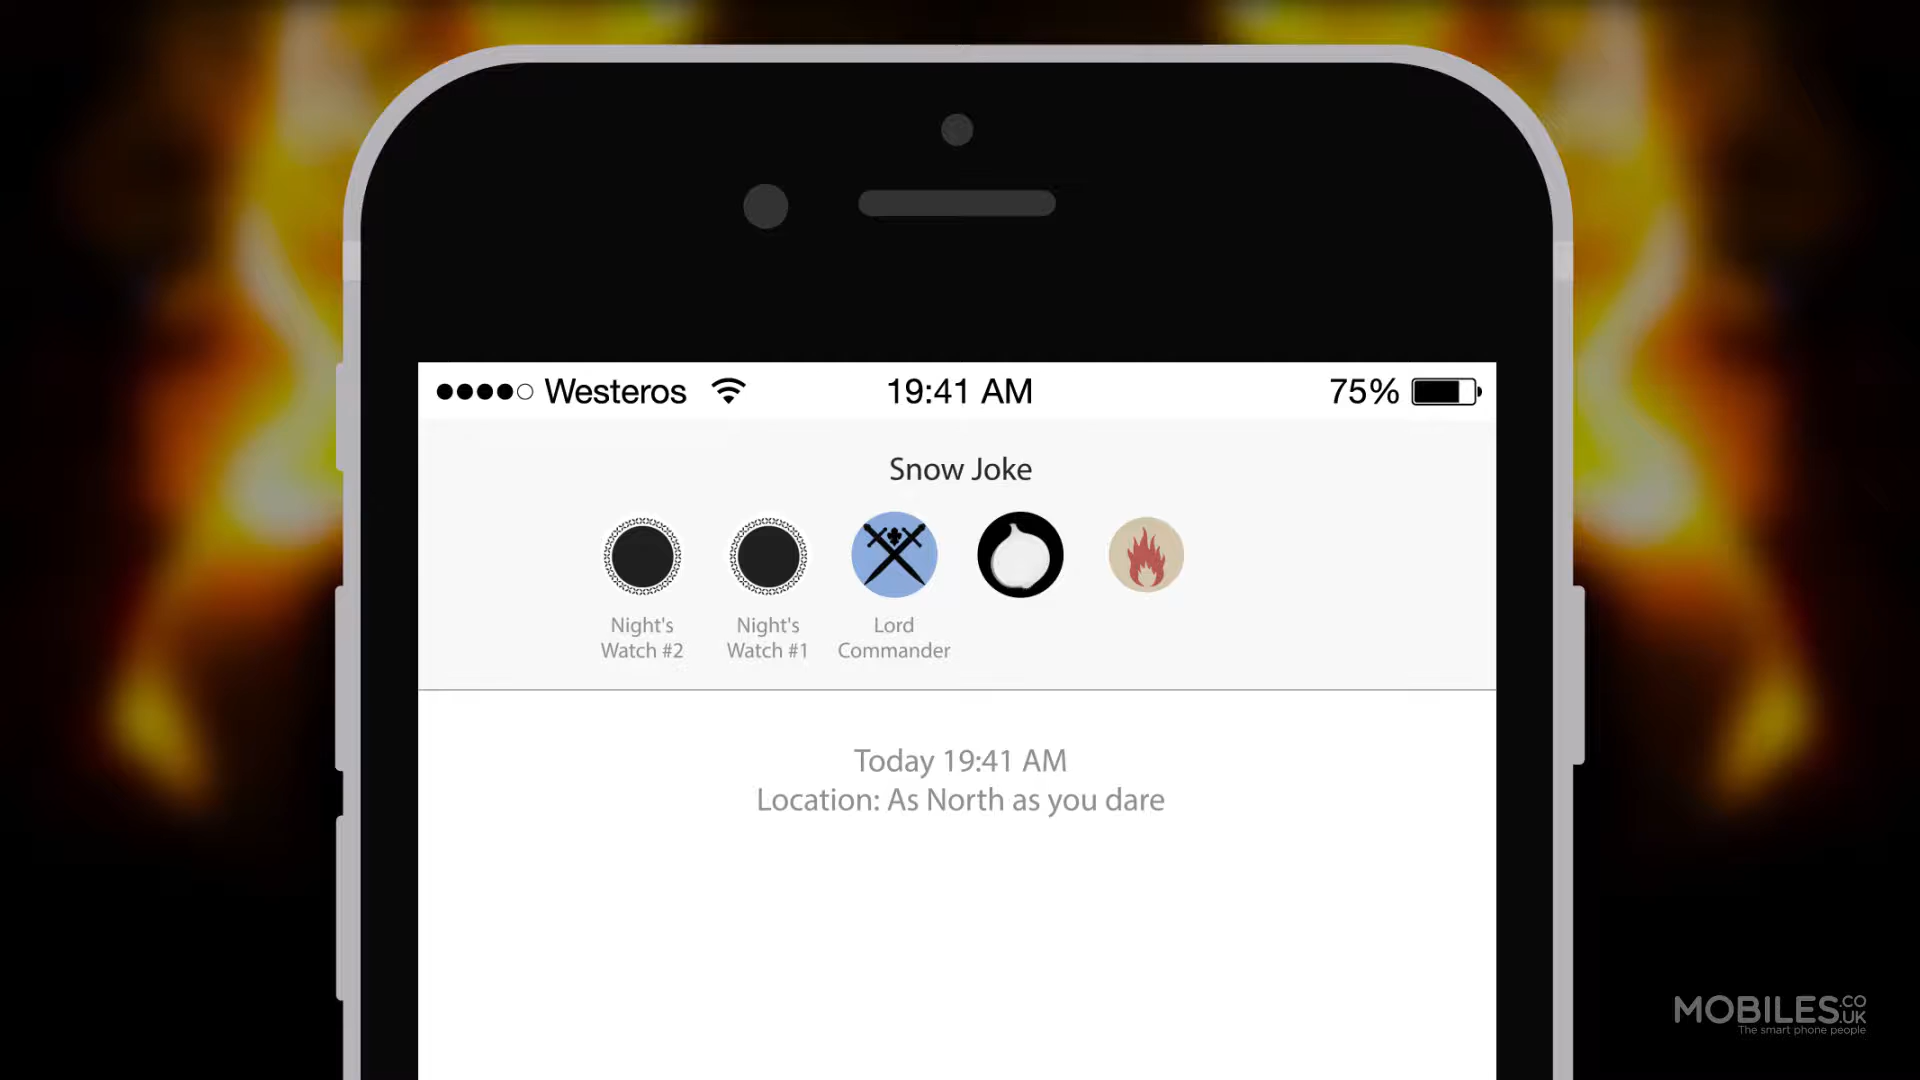 Westeros 19:41 AM 75%
Snow Joke
Night's
Watch #2
Night's
Watch #1
Lord
Commander
Today 19:41 AM
Location: As North as you dare
MOBILES.CO.UK
The smart phone people